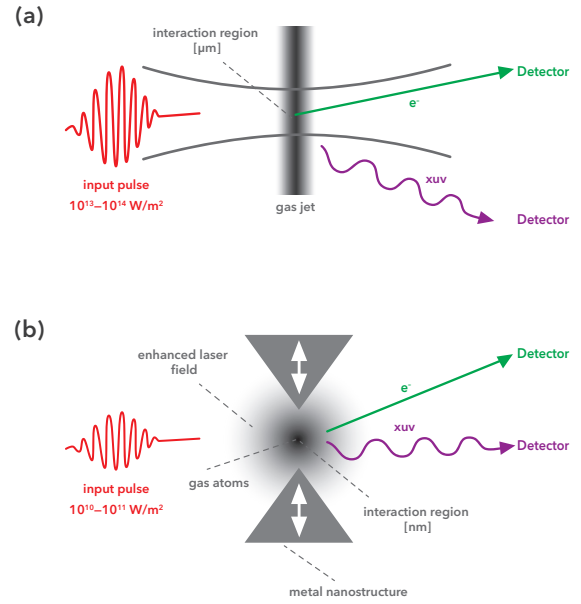 (a)
interaction region
[µm]
Detector
e⁻
input pulse
10¹³–10¹⁴ W/m²
xuv
gas jet
Detector
(b)
enhanced laser
field
Detector
e⁻
xuv
Detector
gas atoms
input pulse
10¹⁰–10¹¹ W/m²
interaction region
[nm]
metal nanostructure